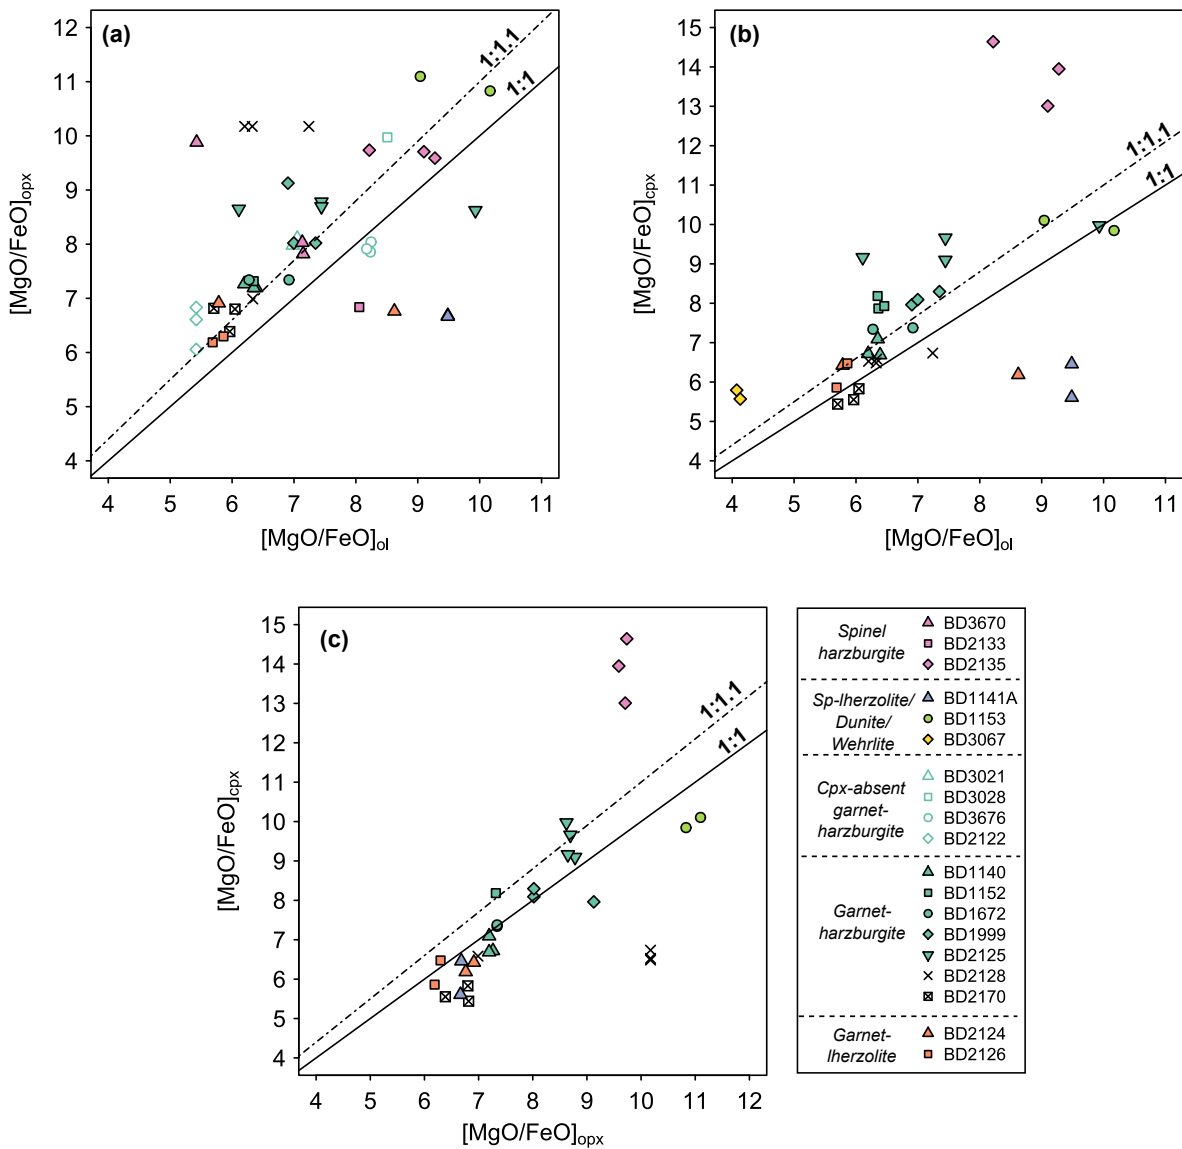 (a)
1:1.1
1:1
12
11
10
9
8
7
6
5
4
[MgO/FeO]opx
4 5 6 7 8 9 10 11
[MgO/FeO]ol
(b)
1:1.1
1:1
15
14
13
12
11
10
9
8
7
6
5
4
[MgO/FeO]cpx
4 5 6 7 8 9 10 11
[MgO/FeO]ol
(c)
1:1.1
1:1
15
14
13
12
11
10
9
8
7
6
5
4
[MgO/FeO]cpx
4 5 6 7 8 9 10 11 12
[MgO/FeO]opx
Spinel
harzburgite
BD3670
BD2133
BD2135
Sp-lherzolite/
Dunite/
Wehrlite
BD1141A
BD1153
BD3067
Cpx-absent
garnet-
harzburgite
BD3021
BD3028
BD3676
BD2122
Garnet-
harzburgite
BD1140
BD1152
BD1672
BD1999
BD2125
BD2128
BD2170
Garnet-
lherzolite
BD2124
BD2126